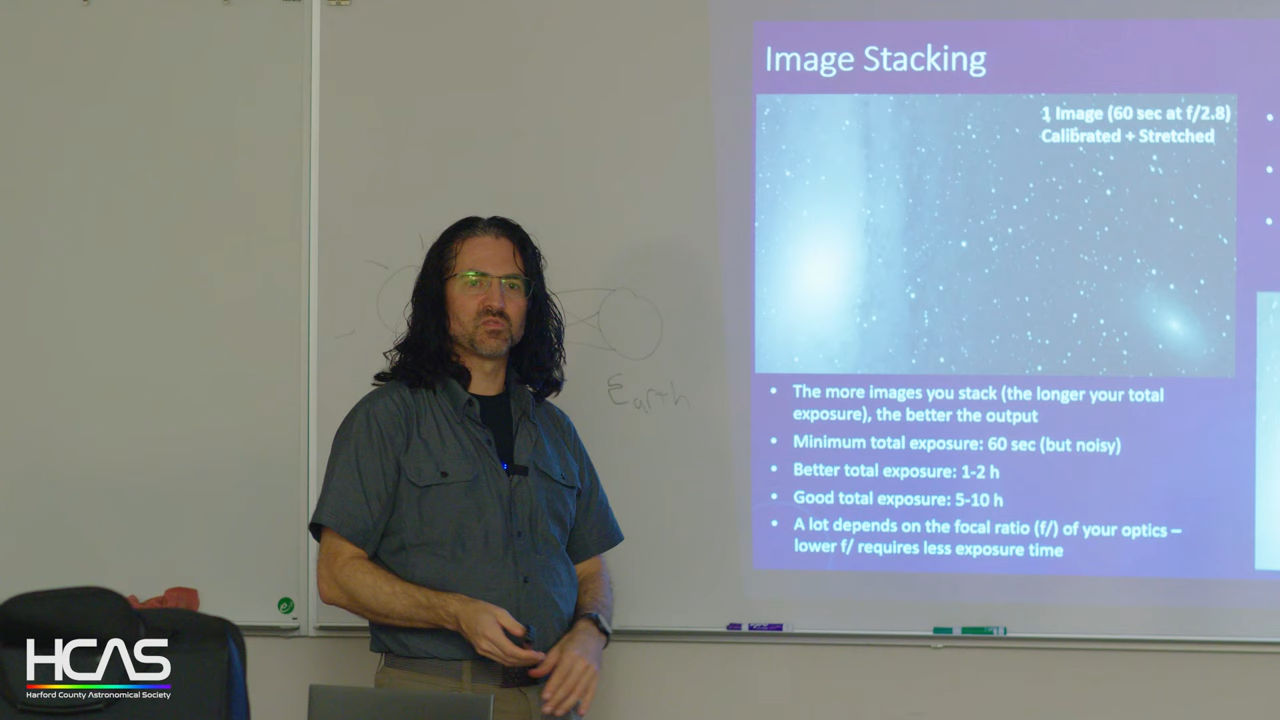 Image Stacking
1 Image (60 sec at f/2.8)
Calibrated + Stretched
• The more images you stack (the longer your total
exposure), the better the output
• Minimum total exposure: 60 sec (but noisy)
• Better total exposure: 1-2 h
• Good total exposure: 5-10 h
• A lot depends on the focal ratio (f/) of your optics –
lower f/ requires less exposure time
Earth
HCAS
Harford County Astronomical Society